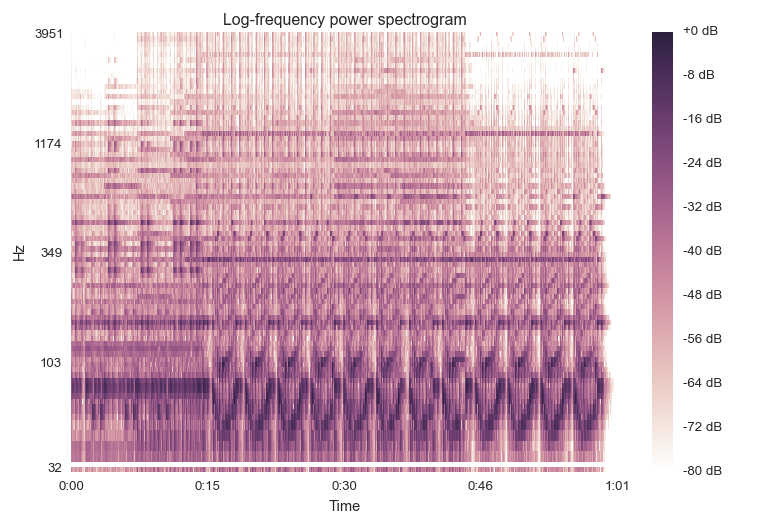 Log-frequency power spectrogram
3951
1174
349
103
32
Hz
0:00
0:15
0:30
0:46
1:01
Time
+0 dB
-8 dB
-16 dB
-24 dB
-32 dB
-40 dB
-48 dB
-56 dB
-64 dB
-72 dB
-80 dB